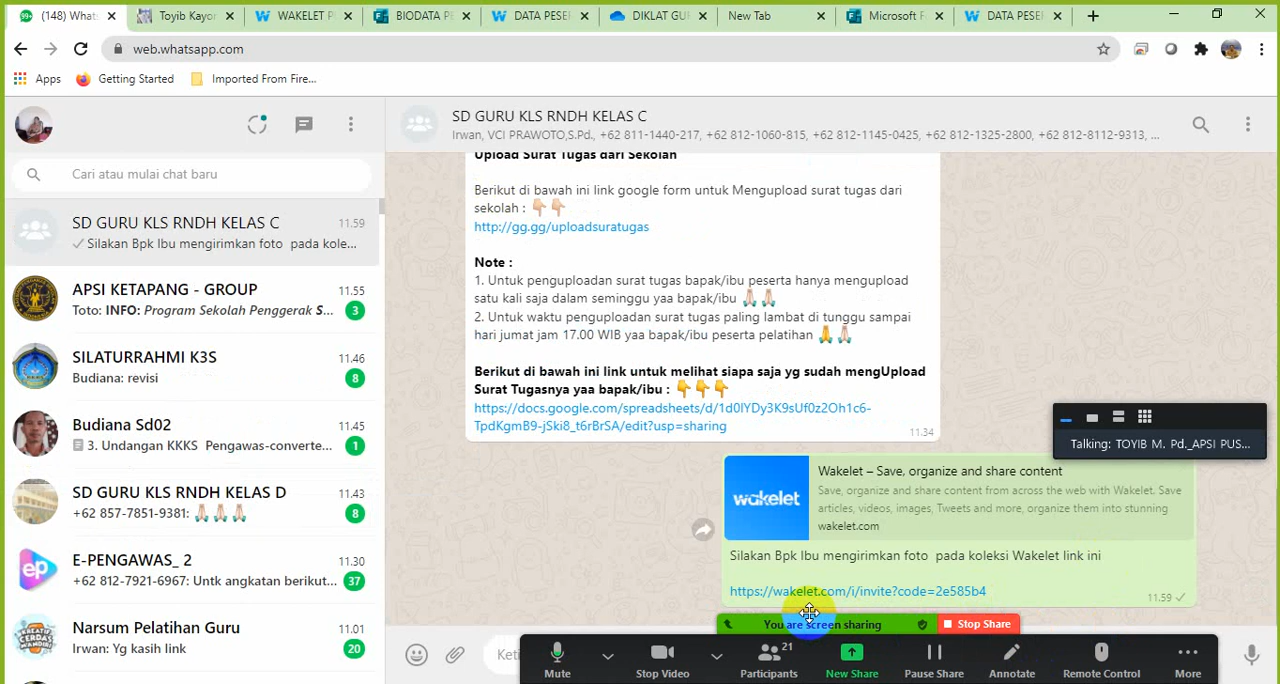 (148) What
Toyib Kayor
WAKELET P
BIODATA PE
DATA PESE
DIKLAT GU
New Tab
Microsoft F
DATA PESE
web.whatsapp.com
Apps
Getting Started
Imported From Fire...
SD GURU KLS RNDH KELAS C
Irwan, VCI PRAWOTO,S.Pd., +62 811-1440-217, +62 812-1060-815, +62 812-1145-0425, +62 812-1325-2800, +62 812-8112-9313, ...
Cari atau mulai chat baru
SD GURU KLS RNDH KELAS C
11.59
Silakan Bpk Ibu mengirimkan foto pada kole...
APSI KETAPANG - GROUP
11.55
Toto: INFO: Program Sekolah Penggerak S...
3
SILATURRAHMI K3S
11.46
Budiana: revisi
8
Budiana Sd02
11.45
3. Undangan KKKS Pengawas-converte...
1
SD GURU KLS RNDH KELAS D
11.43
+62 857-7851-9381: 🙏🏻🙏🏻🙏🏻
8
E-PENGAWAS_ 2
11.30
+62 812-7921-6967: Untk angkatan berikut...
37
Narsum Pelatihan Guru
11.01
Irwan: Yg kasih link
20
Upload Surat Tugas dari Sekolah
Berikut di bawah ini link google form untuk Mengupload surat tugas dari
sekolah : 👇🏻👇🏻
http://gg.gg/uploadsuratugas
Note :
1. Untuk penguploadan surat tugas bapak/ibu peserta hanya mengupload
satu kali saja dalam seminggu yaa bapak/ibu 🙏🏻🙏🏻
2. Untuk waktu penguploadan surat tugas paling lambat di tunggu sampai
hari jumat jam 17.00 WIB yaa bapak/ibu peserta pelatihan 🙏🙏🏻
Berikut di bawah ini link untuk melihat siapa saja yg sudah mengUpload
Surat Tugasnya yaa bapak/ibu : 👇👇👇
https://docs.google.com/spreadsheets/d/1d0lYDy3K9sUf0z2Oh1c6-
TpdKgmB9-jSki8_t6rBrSA/edit?usp=sharing
11.34
Talking: TOYIB M. Pd._APSI PUS...
wakelet
Wakelet – Save, organize and share content
Save, organize and share content from across the web with Wakelet. Save
articles, videos, images, Tweets and more, organize them into stunning
wakelet.com
Silakan Bpk Ibu mengirimkan foto pada koleksi Wakelet link ini
https://wakelet.com/i/invite?code=2e585b4
11.59
You are screen sharing
Stop Share
Keti
Mute
Stop Video
Participants
21
New Share
Pause Share
Annotate
Remote Control
More